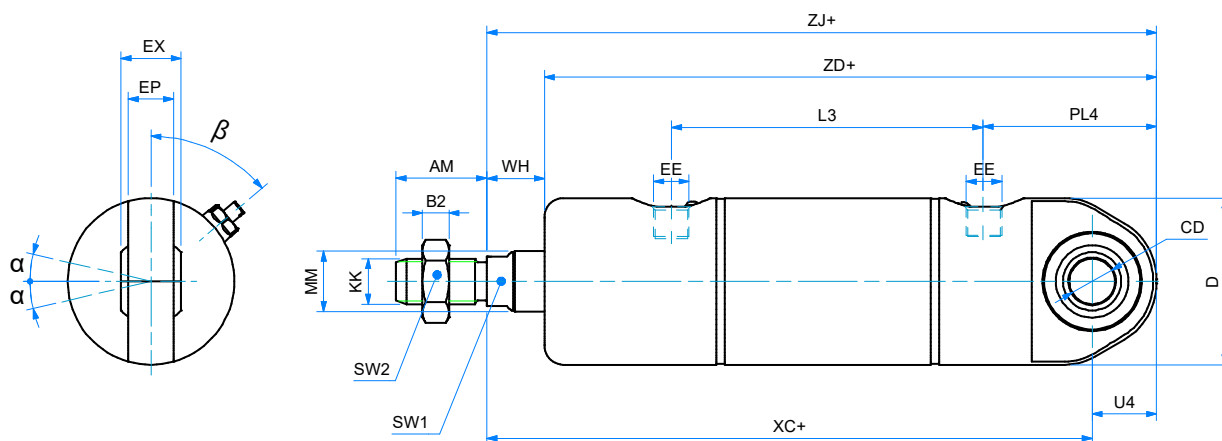 ZJ+
EX
ZD+
EP
β
L3
PL4
AM
WH
EE
EE
B2
CD
α
α
MM
KK
D
SW2
SW1
U4
XC+